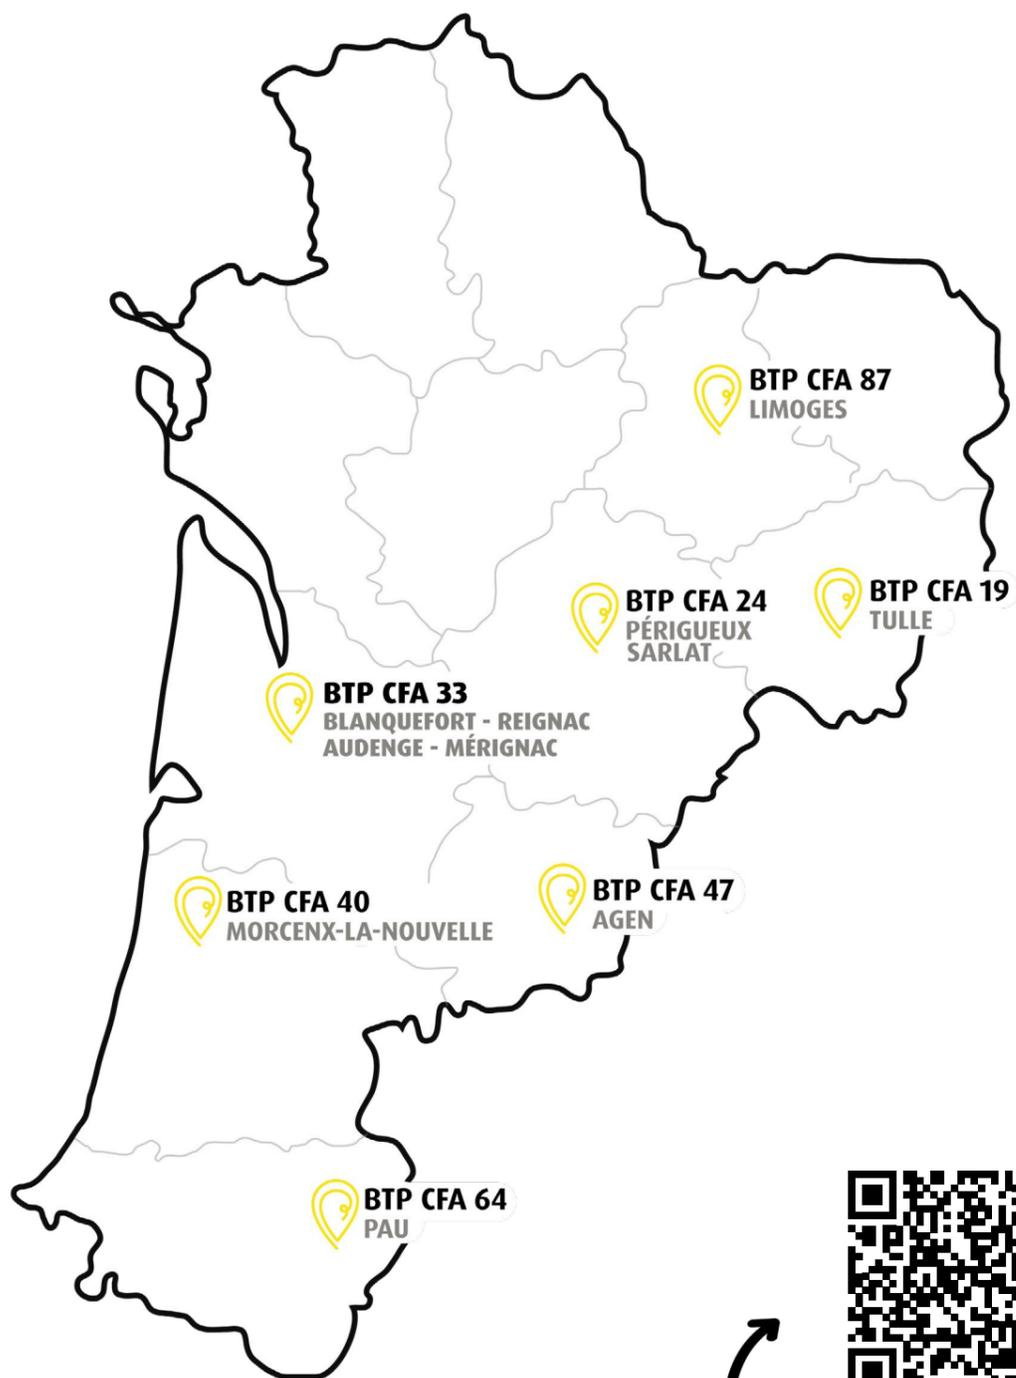 BTP CFA 87
LIMOGES
BTP CFA 19
TULLE
BTP CFA 24
PÉRIGUEUX
SARLAT
BTP CFA 33
BLANQUEFORT - REIGNAC
AUDENGE - MÉRIGNAC
BTP CFA 47
AGEN
BTP CFA 40
MORCENX-LA-NOUVELLE
BTP CFA 64
PAU